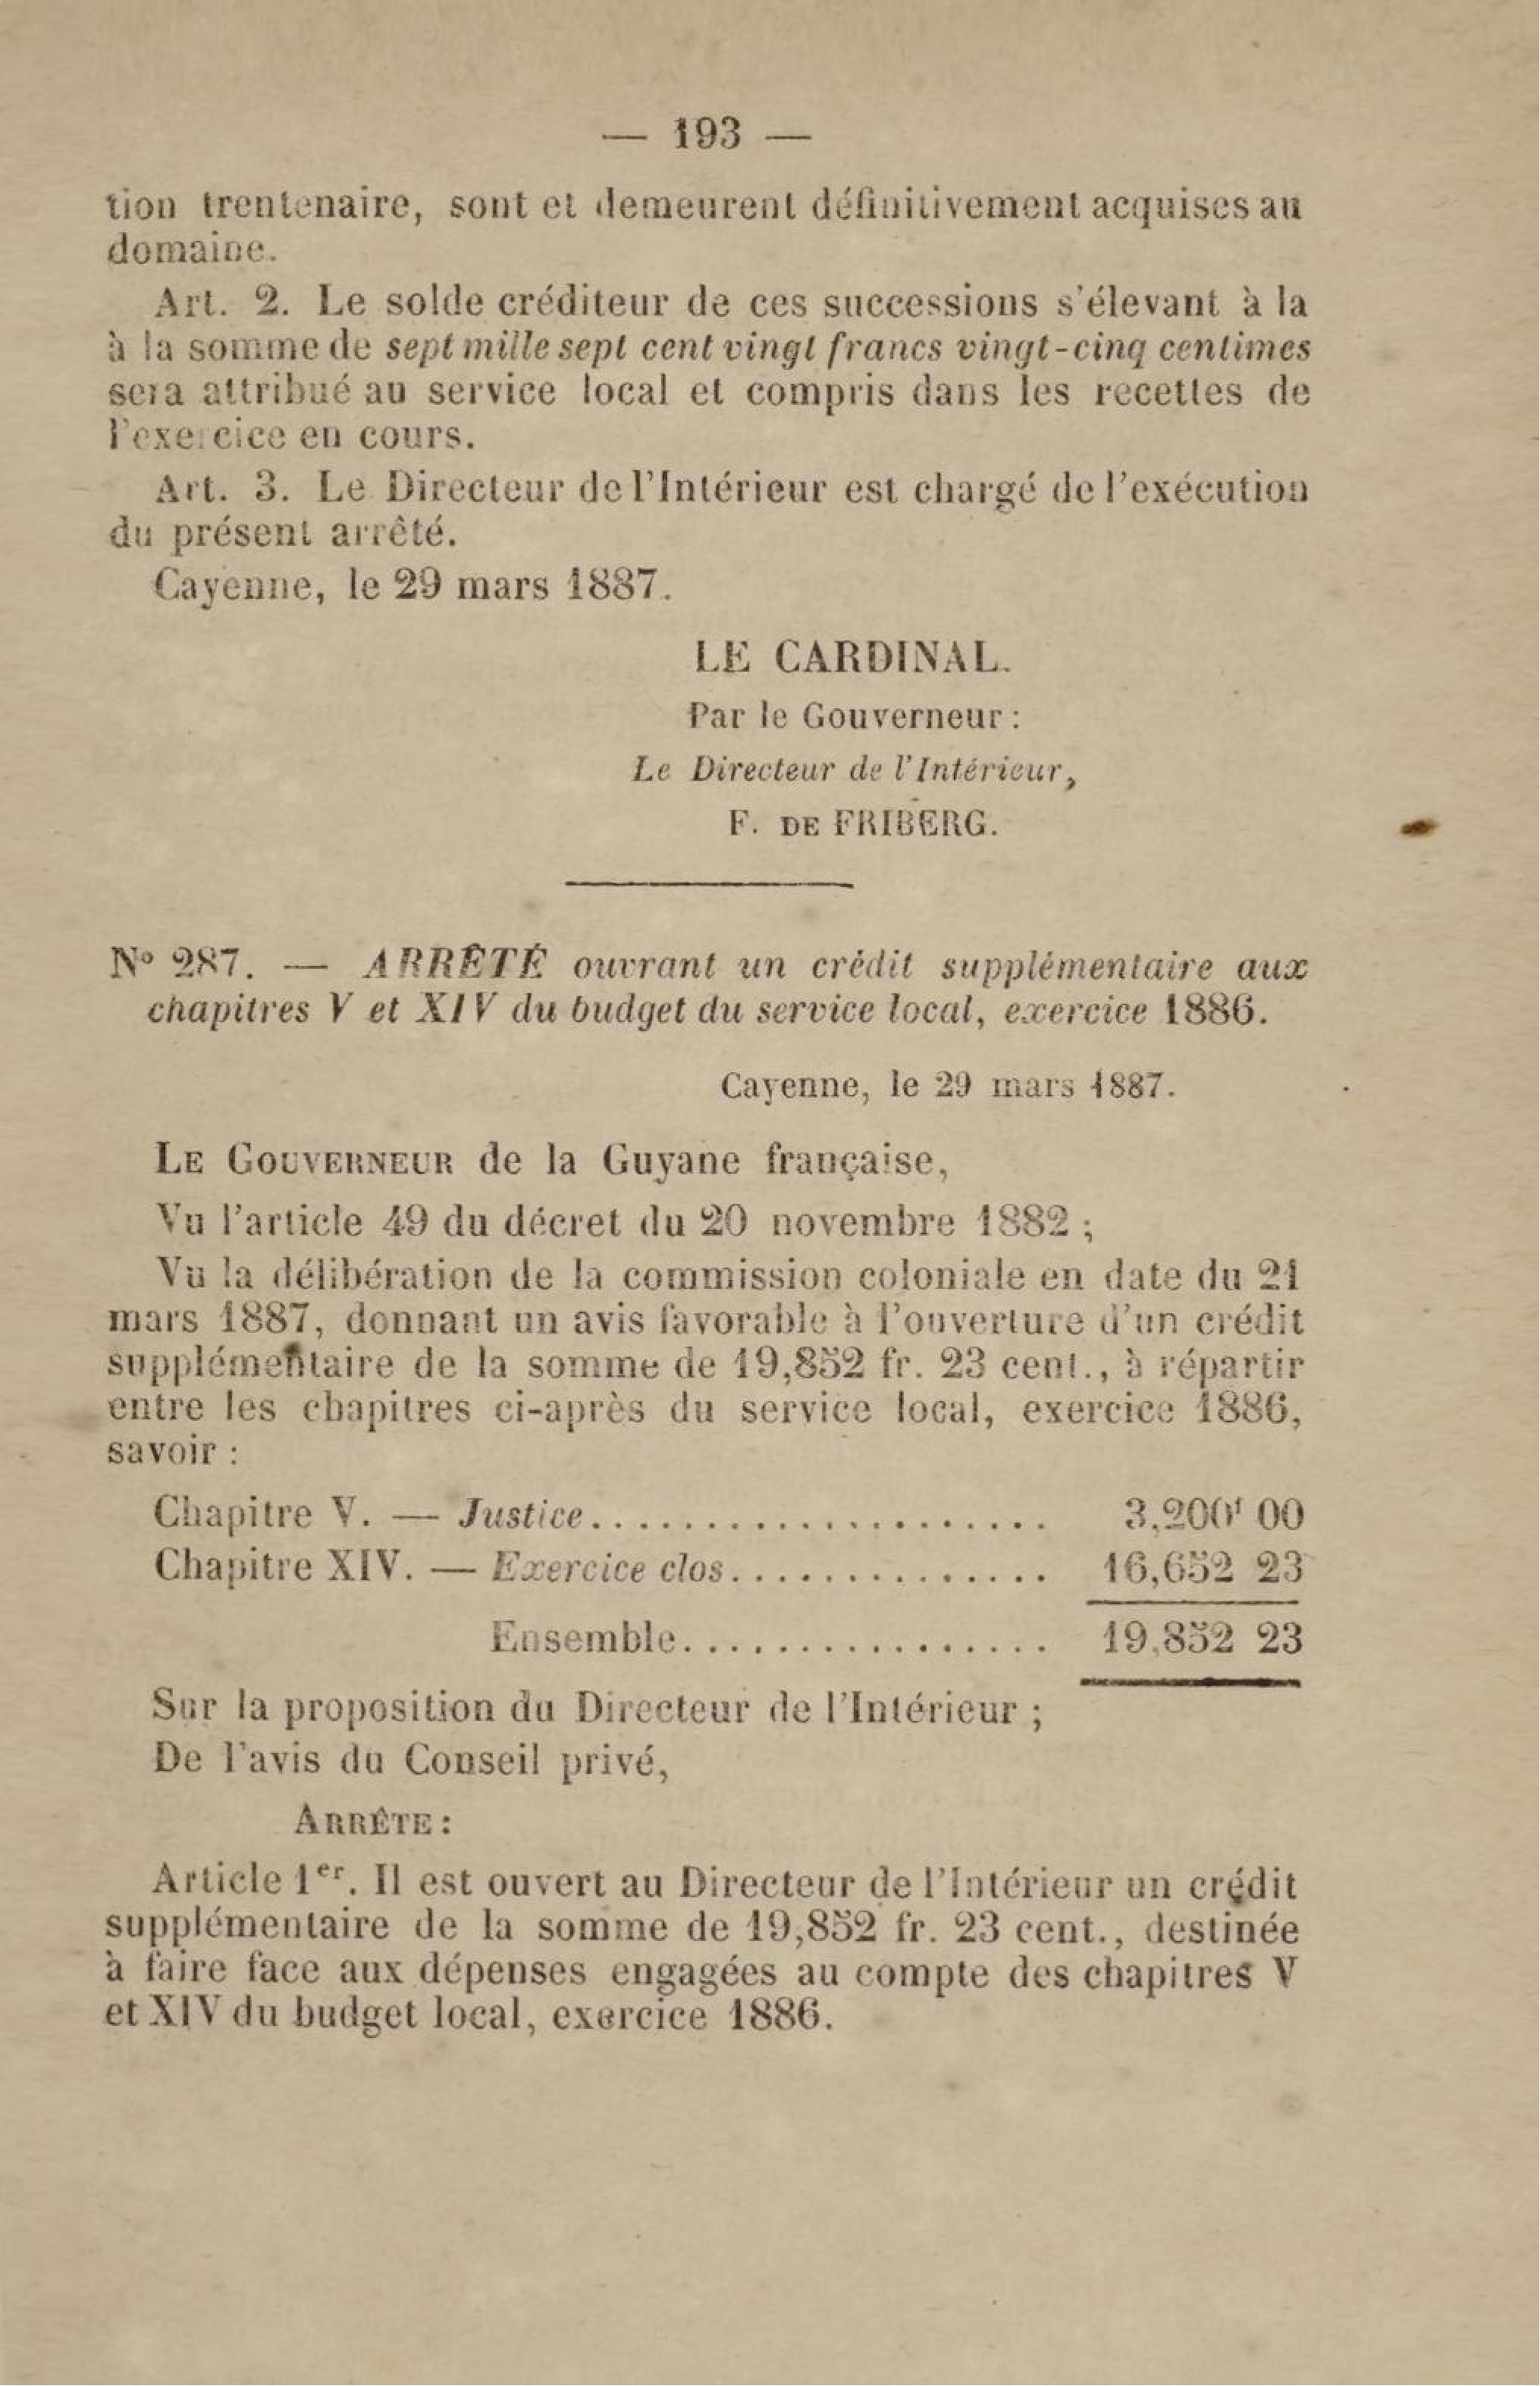 — 193 —
tion trentenaire, sont et demeurent définitivement acquises au
domaine.
Art. 2. Le solde créditeur de ces successions s'élevant à la
à la somme de sept mille sept cent vingt francs vingt-cinq centimes
sera attribué au service local et compris dans les recettes de
l'exercice en cours.
Art. 3. Le Directeur de l'Intérieur est chargé de l'exécution
du présent arrêté.
Cayenne, le 29 mars 1887.
LE CARDINAL.
Par le Gouverneur :
Le Directeur de l'Intérieur,
F. DE FRIBERG.
N° 287. — ARRÊTÉ ouvrant un crédit supplémentaire aux
chapitres V et XIV du budget du service local, exercice 1886.
Cayenne, le 29 mars 1887.
LE GOUVERNEUR de la Guyane française,
Vu l'article 49 du décret du 20 novembre 1882 ;
Vu la délibération de la commission coloniale en date du 21
mars 1887, donnant un avis favorable à l'ouverture d'un crédit
supplémentaire de la somme de 19,852 fr. 23 cent., à répartir
entre les chapitres ci-après du service local, exercice 1886,
savoir :
Chapitre V. — Justice...................... 3,200f 00
Chapitre XIV. — Exercice clos.............. 16,652 23
Ensemble................ 19,852 23
Sur la proposition du Directeur de l'Intérieur ;
De l'avis du Conseil privé,
ARRÊTE :
Article 1er. Il est ouvert au Directeur de l'Intérieur un crédit
supplémentaire de la somme de 19,852 fr. 23 cent., destinée
à faire face aux dépenses engagées au compte des chapitres V
et XIV du budget local, exercice 1886.